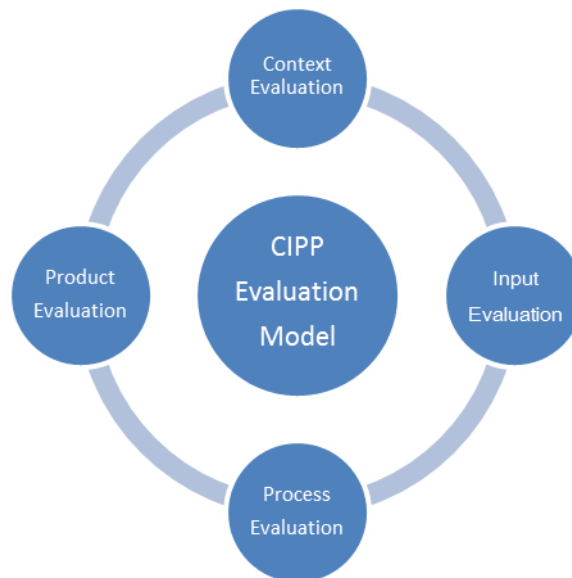 Context
Evaluation
CIPP
Evaluation
Model
Input
Evaluation
Process
Evaluation
Product
Evaluation